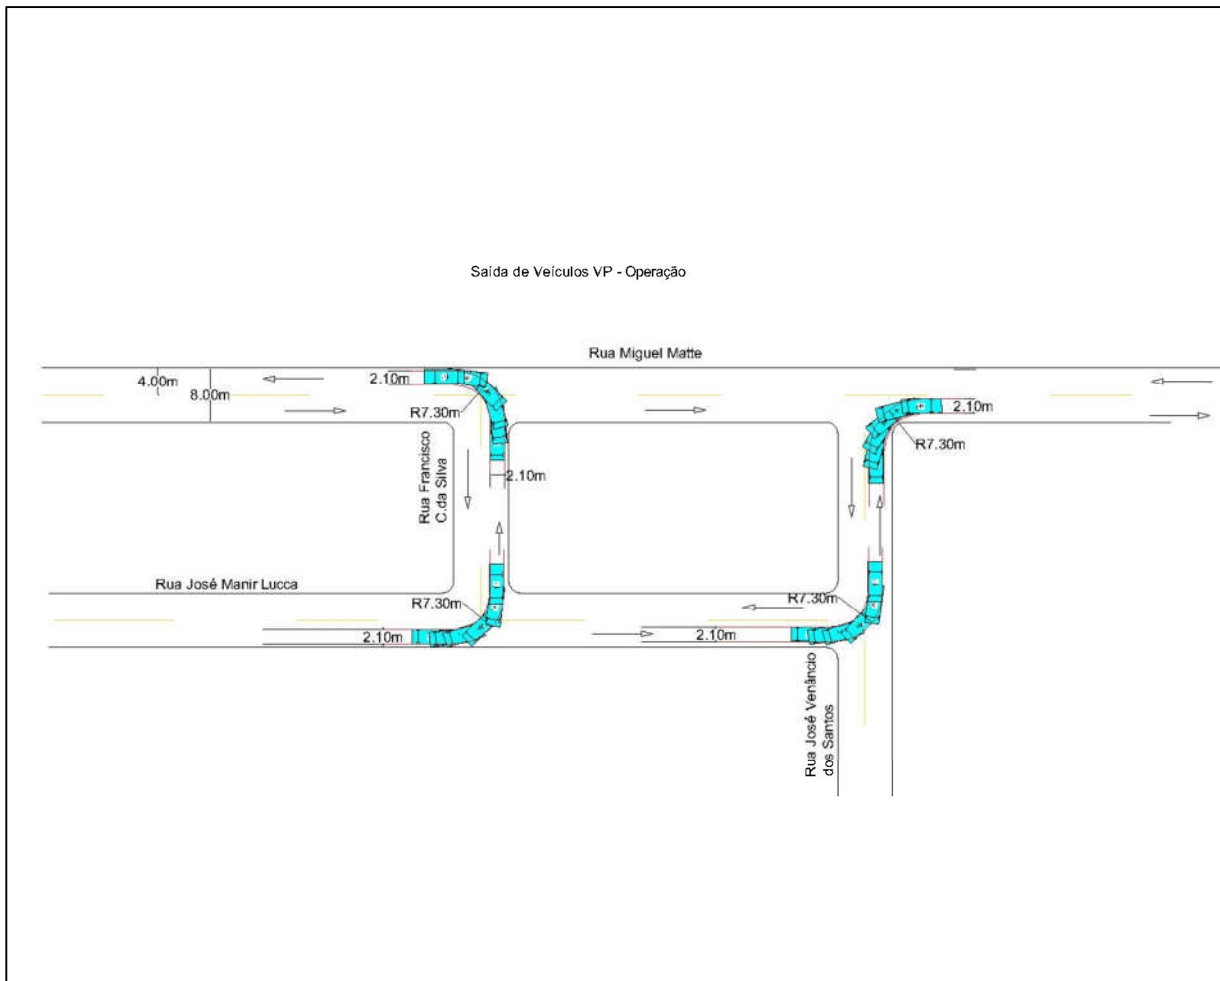 Saída de Veículos VP - Operação
Rua Miguel Matte
4.00m
8.00m
2.10m
R7.30m
2.10m
R7.30m
Rua Francisco
C.da Silva
2.10m
Rua José Manir Lucca
R7.30m
R7.30m
2.10m
2.10m
Rua José Venâncio
dos Santos